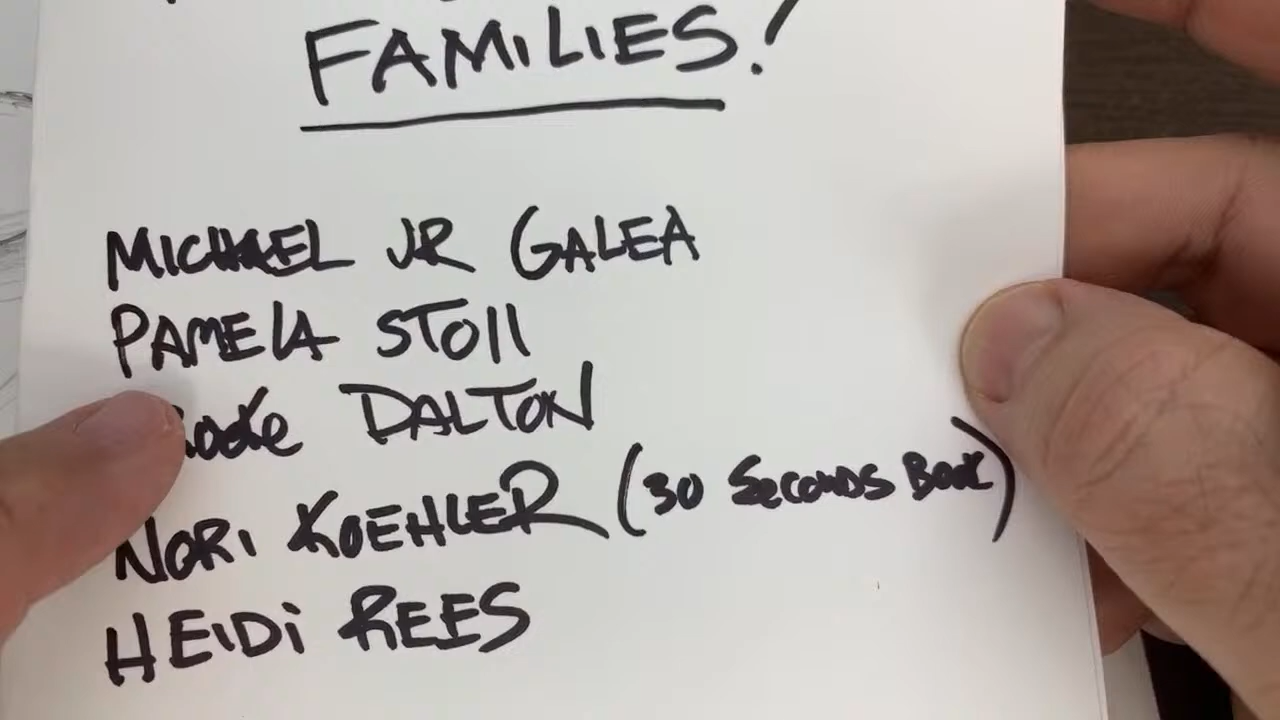 FAMILIES!
MICHAEL JR GALEA
PAMELA STOLL
DALTON
NORI KOEHLER (30 SECONDS BOOK)
HEIDI REES